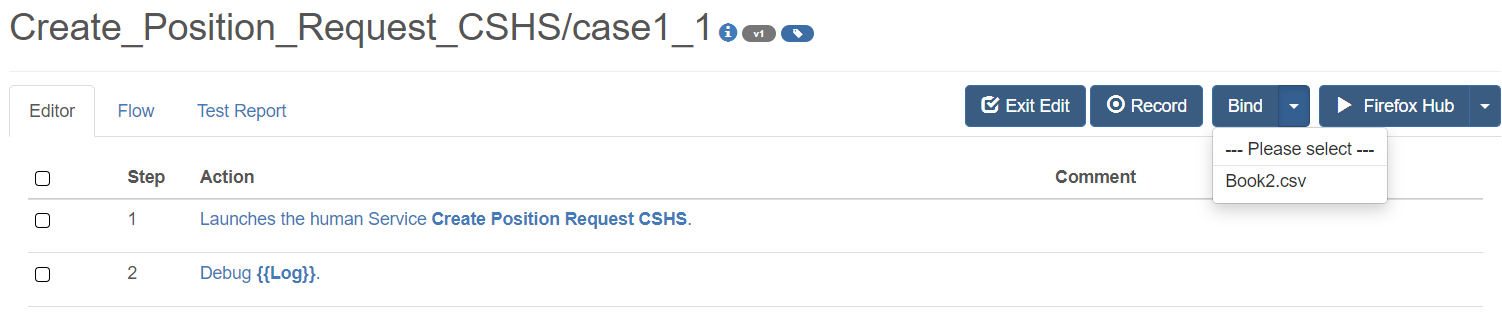 Create_Position_Request_CSHS/case1_1 v1
Editor Flow Test Report Exit Edit Record Bind Firefox Hub
--- Please select ---
Book2.csv
Step Action Comment
1 Launches the human Service Create Position Request CSHS.
2 Debug {{Log}}.